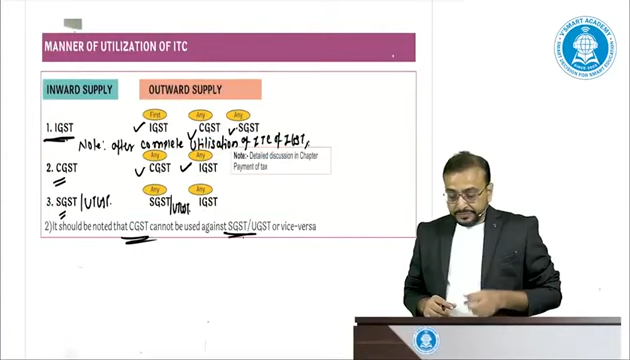 MANNER OF UTILIZATION OF ITC
V'SMART ACADEMY
INWARD SUPPLY OUTWARD SUPPLY
First Any Any
1. IGST IGST CGST SGST
Note: after complete Utilisation of ITC of IGST,
Any Any
2. CGST CGST IGST
Note:- Detailed discussion in Chapter
Payment of tax
Any Any
3. SGST /UTGST. SGST/UTGST. IGST
2)It should be noted that CGST cannot be used against SGST/UGST or vice-versa